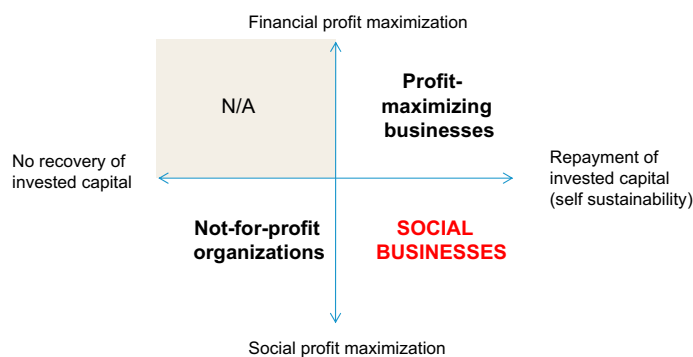 Financial profit maximization
N/A
Profit-
maximizing
businesses
No recovery of
invested capital
Repayment of
invested capital
(self sustainability)
Not-for-profit
organizations
SOCIAL
BUSINESSES
Social profit maximization